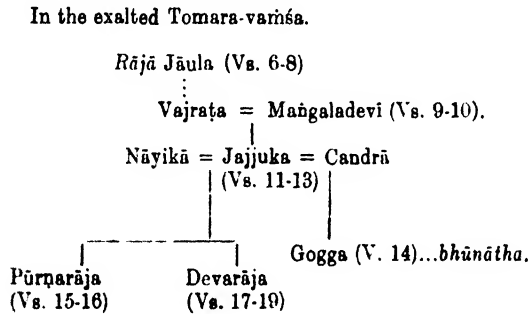 In the exalted Tomara-vaṁśa.
Rājā Jāula (Vs. 6-8)
Vajraṭa = Maṅgaladevī (Vs. 9-10).
Nāyikā = Jajjuka = Candrā
(Vs. 11-13)
Gogga (V. 14)...bhūnātha.
Pūrṇarāja Devarāja
(Vs. 15-16) (Vs. 17-19)